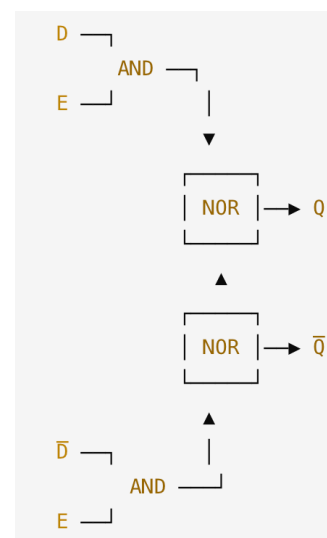 D
AND
E
NOR Q
NOR Q̅
D̅
AND
E